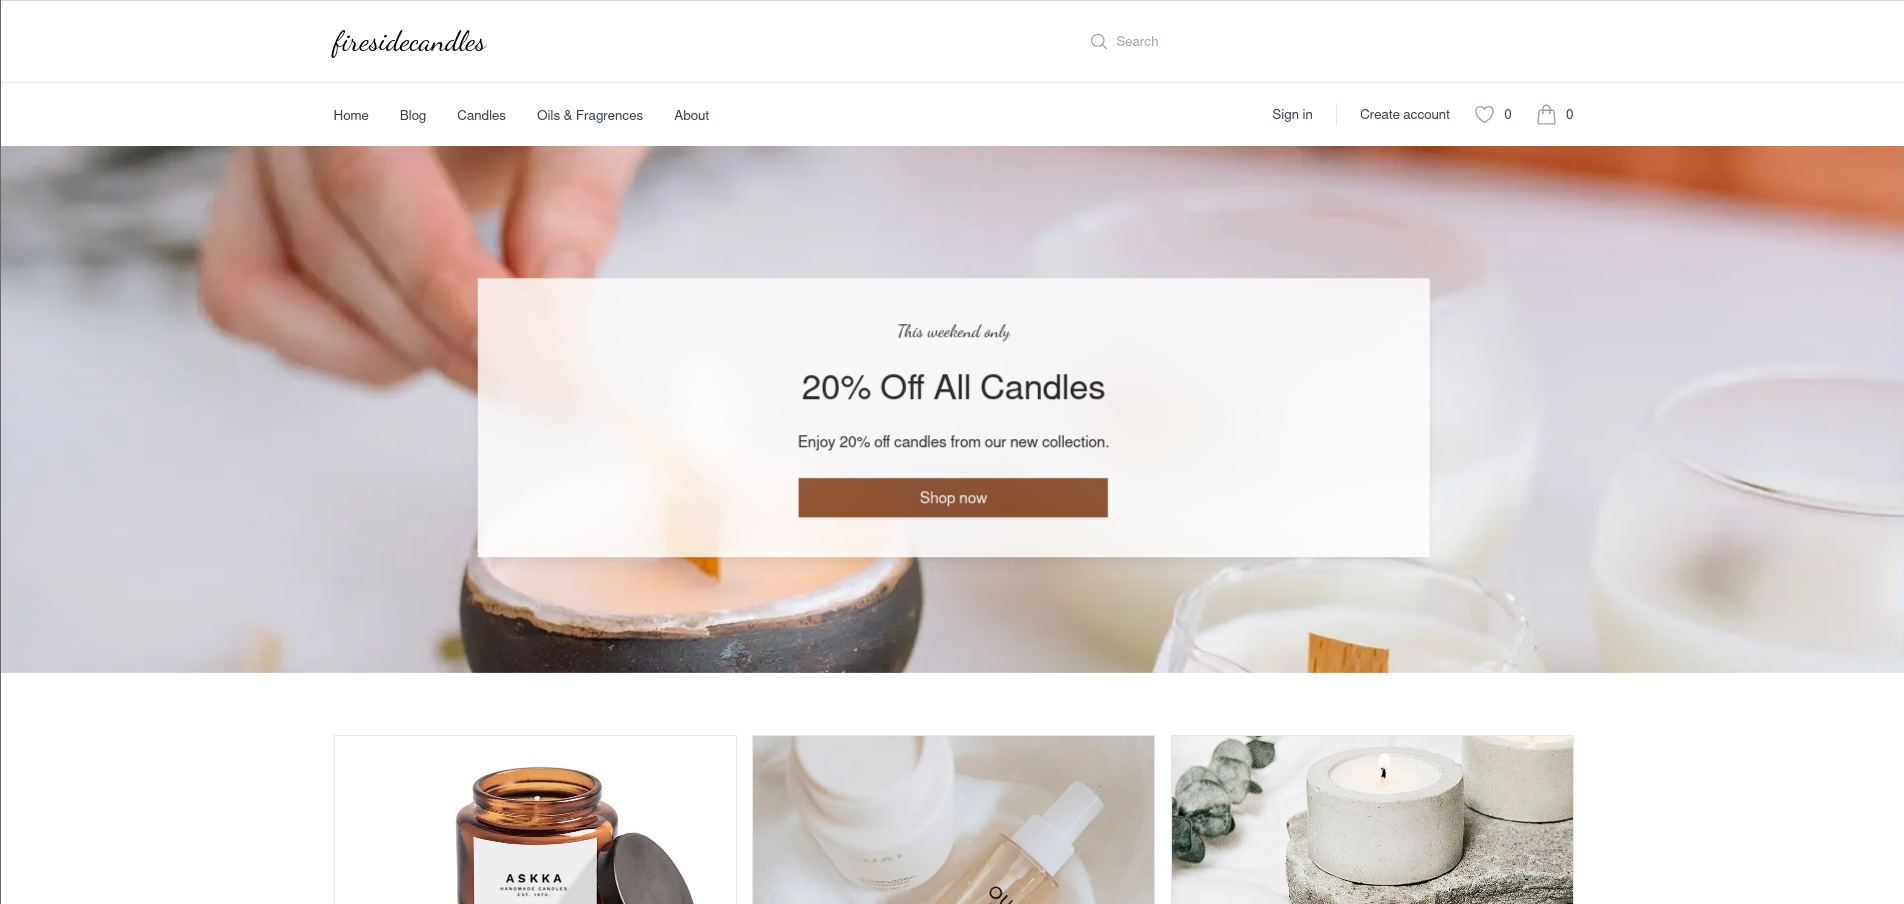 firesidecandles
Search
Home
Blog
Candles
Oils & Fragrences
About
Sign in
Create account
0
0
This weekend only
20% Off All Candles
Enjoy 20% off candles from our new collection.
Shop now
ASKKA
HANDMADE CANDLES
EST. 1970.
OU